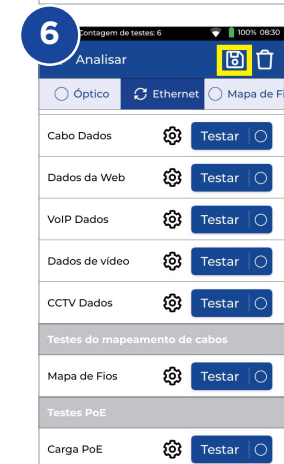 6
Contagem de testes: 6 100% 08:30
Analisar
Óptico Ethernet Mapa de Fi
Cabo Dados Testar
Dados da Web Testar
VoIP Dados Testar
Dados de vídeo Testar
CCTV Dados Testar
Testes do mapeamento de cabos
Mapa de Fios Testar
Testes PoE
Carga PoE Testar